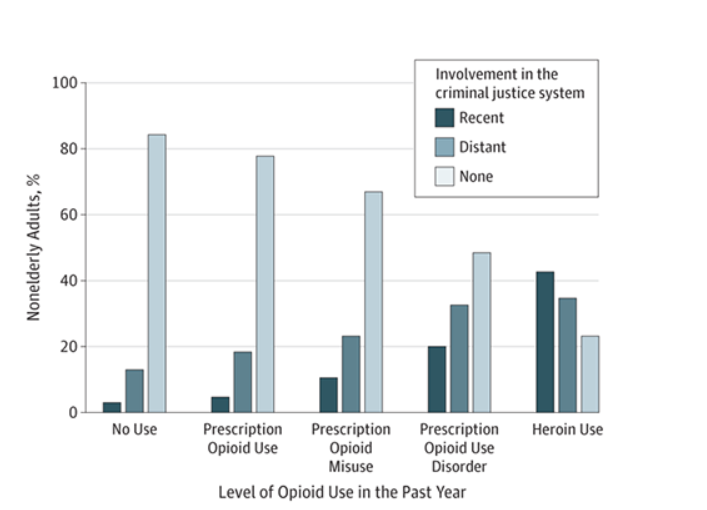 Involvement in the
criminal justice system
Recent
Distant
None
Nonelderly Adults, %
100
80
60
40
20
0
No Use
Prescription
Opioid Use
Prescription
Opioid
Misuse
Prescription
Opioid Use
Disorder
Heroin Use
Level of Opioid Use in the Past Year